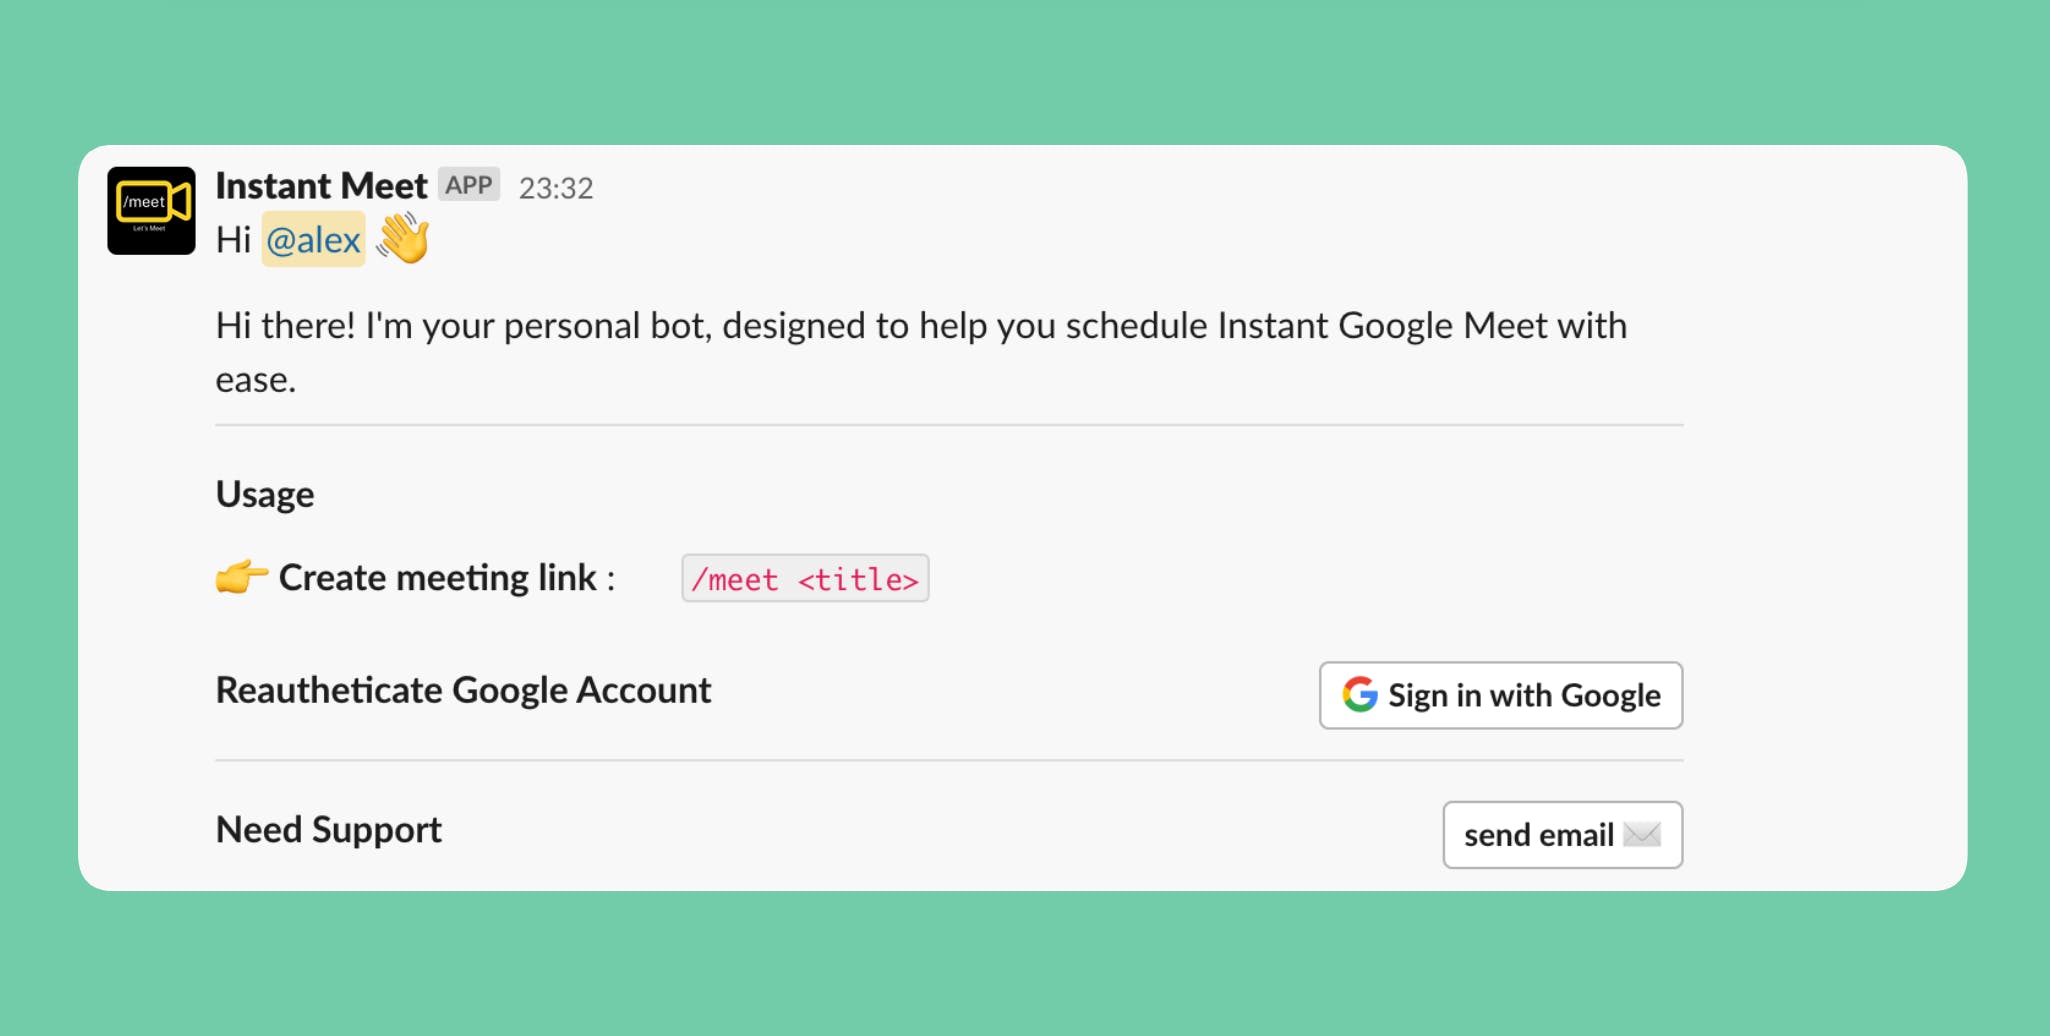 /meet
Let's Meet
Instant Meet APP 23:32
Hi @alex 👋
Hi there! I'm your personal bot, designed to help you schedule Instant Google Meet with
ease.
Usage
👉 Create meeting link : /meet <title>
Reautheticate Google Account
Sign in with Google
Need Support
send email ✉️